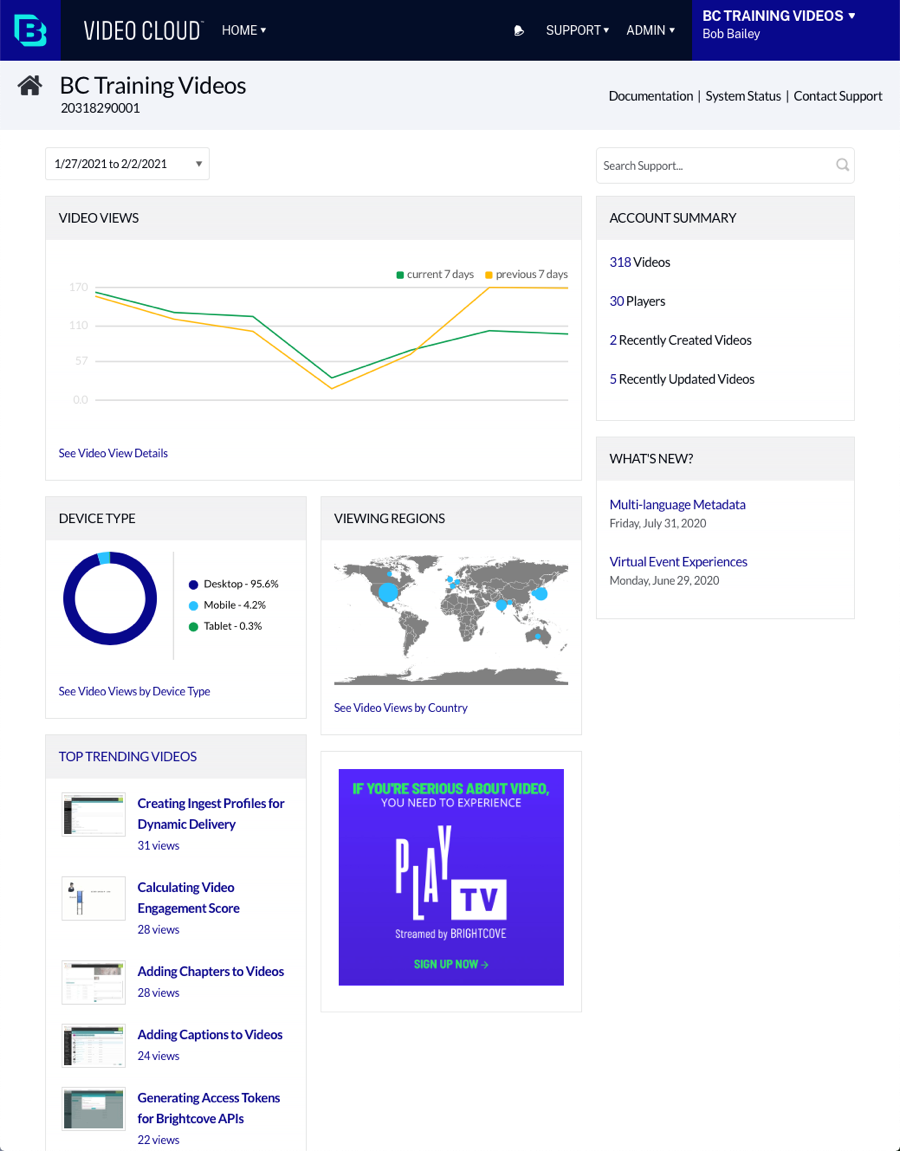 VIDEO CLOUD™
HOME ▾
SUPPORT ▾
ADMIN ▾
BC TRAINING VIDEOS ▾
Bob Bailey
BC Training Videos
20318290001
Documentation | System Status | Contact Support
1/27/2021 to 2/2/2021
Search Support...
VIDEO VIEWS
current 7 days
previous 7 days
170
110
57
0.0
See Video View Details
ACCOUNT SUMMARY
318 Videos
30 Players
2 Recently Created Videos
5 Recently Updated Videos
WHAT'S NEW?
Multi-language Metadata
Friday, July 31, 2020
Virtual Event Experiences
Monday, June 29, 2020
DEVICE TYPE
Desktop - 95.6%
Mobile - 4.2%
Tablet - 0.3%
See Video Views by Device Type
VIEWING REGIONS
See Video Views by Country
TOP TRENDING VIDEOS
Creating Ingest Profiles for
Dynamic Delivery
31 views
Calculating Video
Engagement Score
28 views
Adding Chapters to Videos
28 views
Adding Captions to Videos
24 views
Generating Access Tokens
for Brightcove APIs
22 views
IF YOU'RE SERIOUS ABOUT VIDEO,
YOU NEED TO EXPERIENCE
PLAY
TV
Streamed by BRIGHTCOVE
SIGN UP NOW →